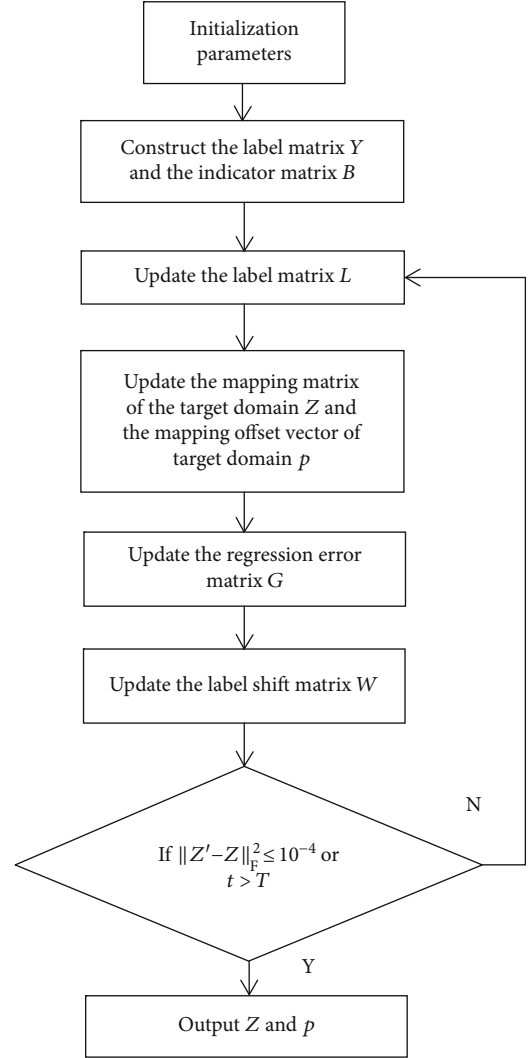 Initialization
parameters
Construct the label matrix Y
and the indicator matrix B
Update the label matrix L
Update the mapping matrix
of the target domain Z and
the mapping offset vector of
target domain p
Update the regression error
matrix G
Update the label shift matrix W
N
If ‖Z′–Z‖²_F ≤ 10⁻⁴ or
t > T
Y
Output Z and p